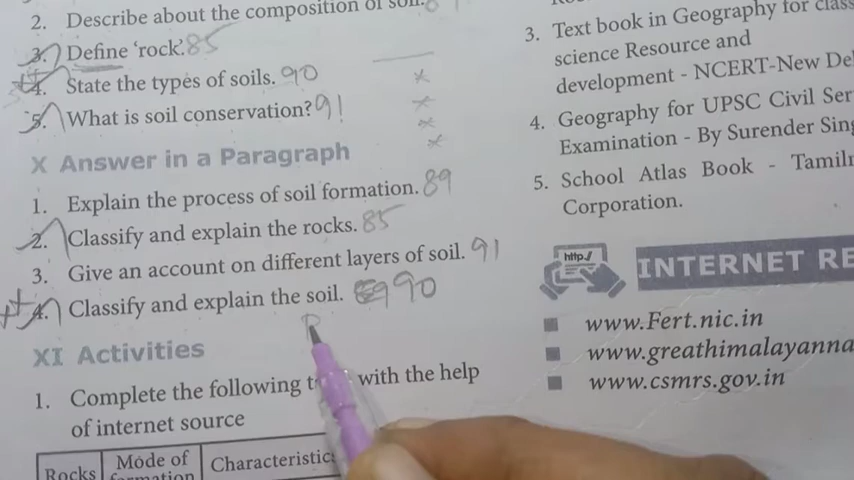 2. Describe about the composition of soil.
3. Define 'rock'. 85
4. State the types of soils. 90
5. What is soil conservation? 91
X Answer in a Paragraph
1. Explain the process of soil formation. 89
2. Classify and explain the rocks. 85
3. Give an account on different layers of soil. 91
4. Classify and explain the soil. 90
XI Activities
1. Complete the following with the help
of internet source
Rocks Mode of Characteristics
3. Text book in Geography for class
science Resource and
development - NCERT-New
4. Geography for UPSC Civil
Examination - By Surender
5. School Atlas Book -
Corporation.
http://
INTERNET
www.Fert.nic.in
www.greathimalayanna
www.csmrs.gov.in